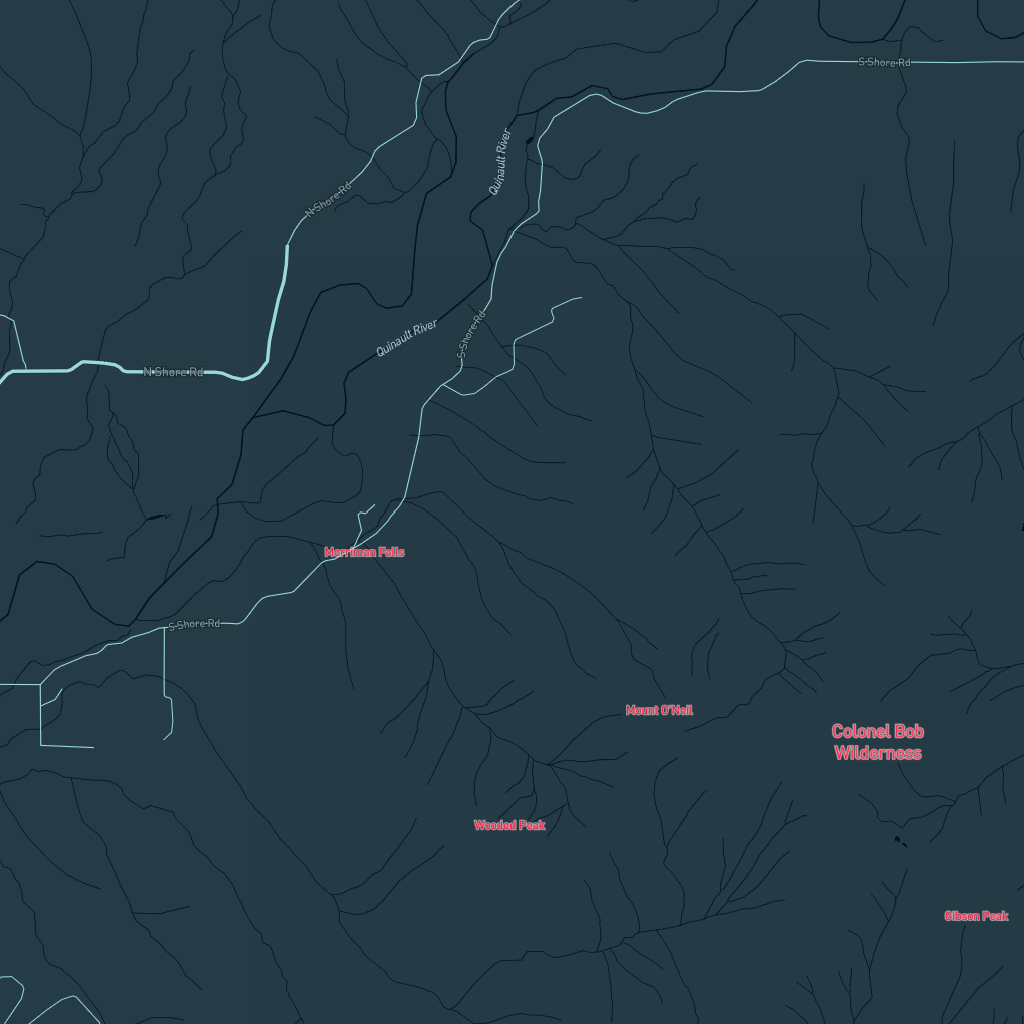 S Shore Rd
Quinault River
N Shore Rd
Quinault River
S Shore Rd
N Shore Rd
Merriman Falls
S Shore Rd
Mount O'Neil
Colonel Bob
Wilderness
Wooded Peak
Gibson Peak